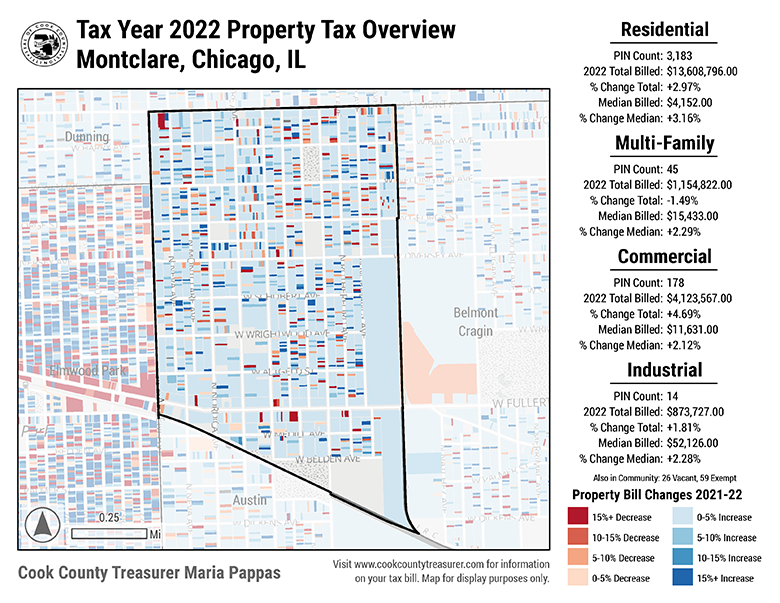 Tax Year 2022 Property Tax Overview
Montclare, Chicago, IL
Dunning
Elmwood Park
Belmont
Cragin
Austin
W SCHUBERT AVE
W WRIGHTWOOD AVE
W ALTGELD ST
W MEDILL AVE
W BELDEN AVE
W FULLER
0.25
Mi
Cook County Treasurer Maria Pappas
Visit www.cookcountytreasurer.com for information
on your tax bill. Map for display purposes only.
Residential
PIN Count: 3,183
2022 Total Billed: $13,608,796.00
% Change Total: +2.97%
Median Billed: $4,152.00
% Change Median: +3.16%
Multi-Family
PIN Count: 45
2022 Total Billed: $1,154,822.00
% Change Total: -1.49%
Median Billed: $15,433.00
% Change Median: +2.29%
Commercial
PIN Count: 178
2022 Total Billed: $4,123,567.00
% Change Total: +4.69%
Median Billed: $11,631.00
% Change Median: +2.12%
Industrial
PIN Count: 14
2022 Total Billed: $873,727.00
% Change Total: +1.81%
Median Billed: $52,126.00
% Change Median: +2.28%
Also in Community: 26 Vacant, 59 Exempt
Property Bill Changes 2021-22
15%+ Decrease
10-15% Decrease
5-10% Decrease
0-5% Decrease
0-5% Increase
5-10% Increase
10-15% Increase
15%+ Increase